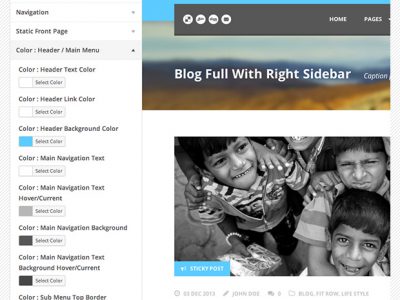 Navigation
Static Front Page
Color : Header / Main Menu
Color : Header Text Color
Select Color
Color : Header Link Color
Select Color
Color : Header Background Color
Select Color
Color : Main Navigation Text
Select Color
Color : Main Navigation Text
Hover/Current
Select Color
Color : Main Navigation Background
Select Color
Color : Main Navigation Text
Background Hover/Current
Select Color
Color : Sub Menu Top Border
HOME PAGES
Blog Full With Right Sidebar Caption
STICKY POST
03 DEC 2013 JOHN DOE 0 BLOG, FIT ROW, LIFE STYLE